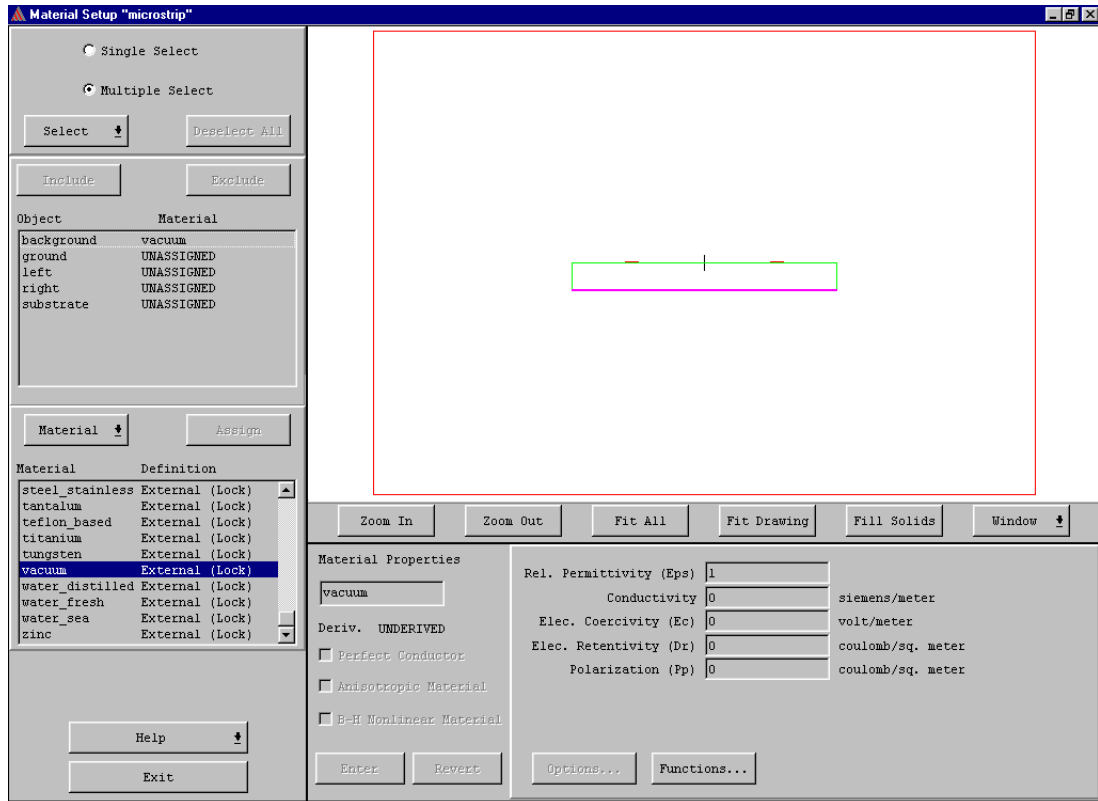 Material Setup "microstrip"
Single Select
Multiple Select
Select Deselect All
Include Exclude
Object Material
background vacuum
ground UNASSIGNED
left UNASSIGNED
right UNASSIGNED
substrate UNASSIGNED
Material Assign
Material Definition
steel_stainless External (Lock)
tantalum External (Lock)
teflon_based External (Lock)
titanium External (Lock)
tungsten External (Lock)
vacuum External (Lock)
water_distilled External (Lock)
water_fresh External (Lock)
water_sea External (Lock)
zinc External (Lock)
Help
Exit
Zoom In Zoom Out Fit All Fit Drawing Fill Solids Window
Material Properties
vacuum
Deriv. UNDERIVED
Perfect Conductor
Anisotropic Material
B-H Nonlinear Material
Enter Revert
Rel. Permittivity (Eps) 1
Conductivity 0 siemens/meter
Elec. Coercivity (Ec) 0 volt/meter
Elec. Retentivity (Dr) 0 coulomb/sq. meter
Polarization (Pp) 0 coulomb/sq. meter
Options... Functions...